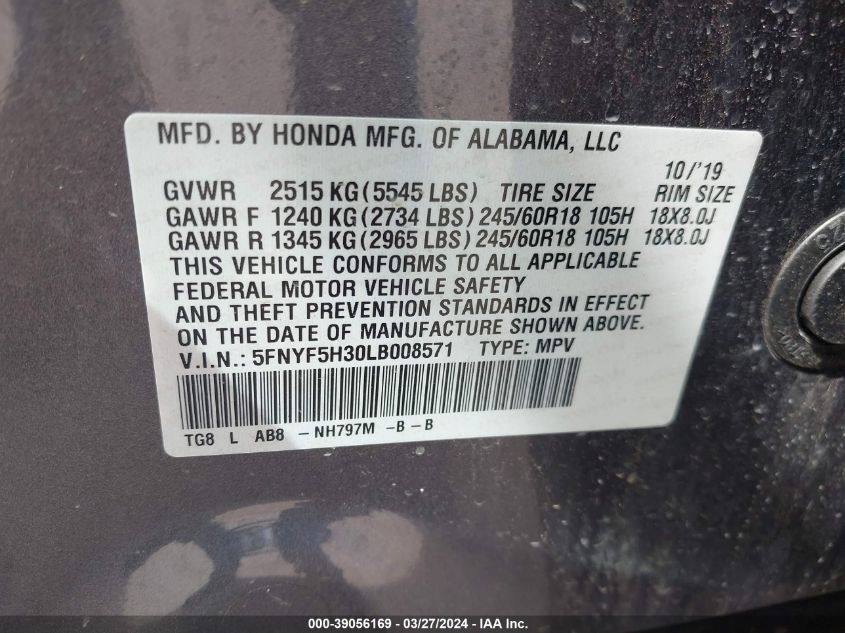 MFD. BY HONDA MFG. OF ALABAMA, LLC
10/'19
GVWR 2515 KG (5545 LBS) TIRE SIZE RIM SIZE
GAWR F 1240 KG (2734 LBS) 245/60R18 105H 18X8.0J
GAWR R 1345 KG (2965 LBS) 245/60R18 105H 18X8.0J
THIS VEHICLE CONFORMS TO ALL APPLICABLE
FEDERAL MOTOR VEHICLE SAFETY
AND THEFT PREVENTION STANDARDS IN EFFECT
ON THE DATE OF MANUFACTURE SHOWN ABOVE.
V.I.N.: 5FNYF5H30LB008571 TYPE: MPV
TG8 L AB8 -NH797M -B -B
000-39056169 - 03/27/2024 - IAA Inc.